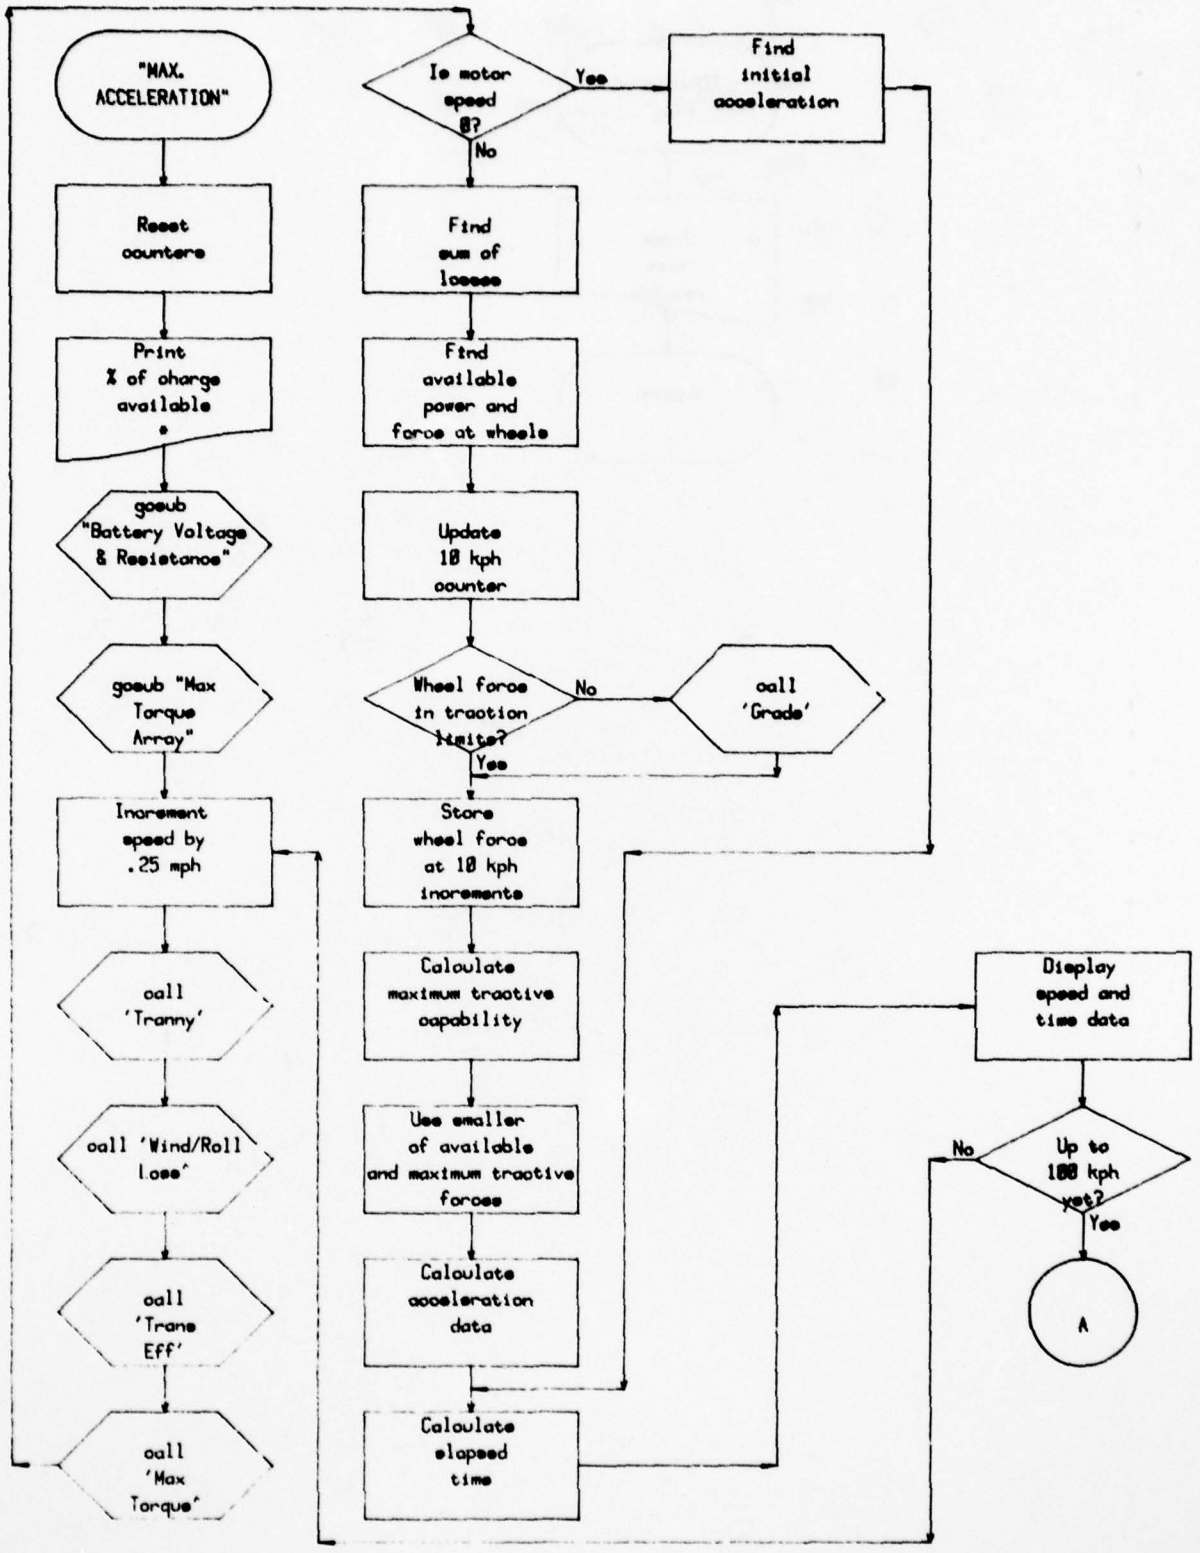 "MAX.
ACCELERATION"
Reset
counters
Print
% of charge
available
*
gosub
"Battery Voltage
& Resistance"
gosub "Max
Torque
Array"
Increment
speed by
.25 mph
call
'Tranny'
call 'Wind/Roll
Loss'
call
'Trans
Eff'
call
'Max
Torque'
Is motor
speed
0?
Yes
No
Find
initial
acceleration
Find
sum of
losses
Find
available
power and
force at wheels
Update
10 kph
counter
Wheel force
in traction
limits?
No
Yes
call
'Grade'
Store
wheel force
at 10 kph
increments
Calculate
maximum tractive
capability
Use smaller
of available
and maximum tractive
forces
Calculate
acceleration
data
Calculate
elapsed
time
Display
speed and
time data
Up to
100 kph
yet?
No
Yes
A